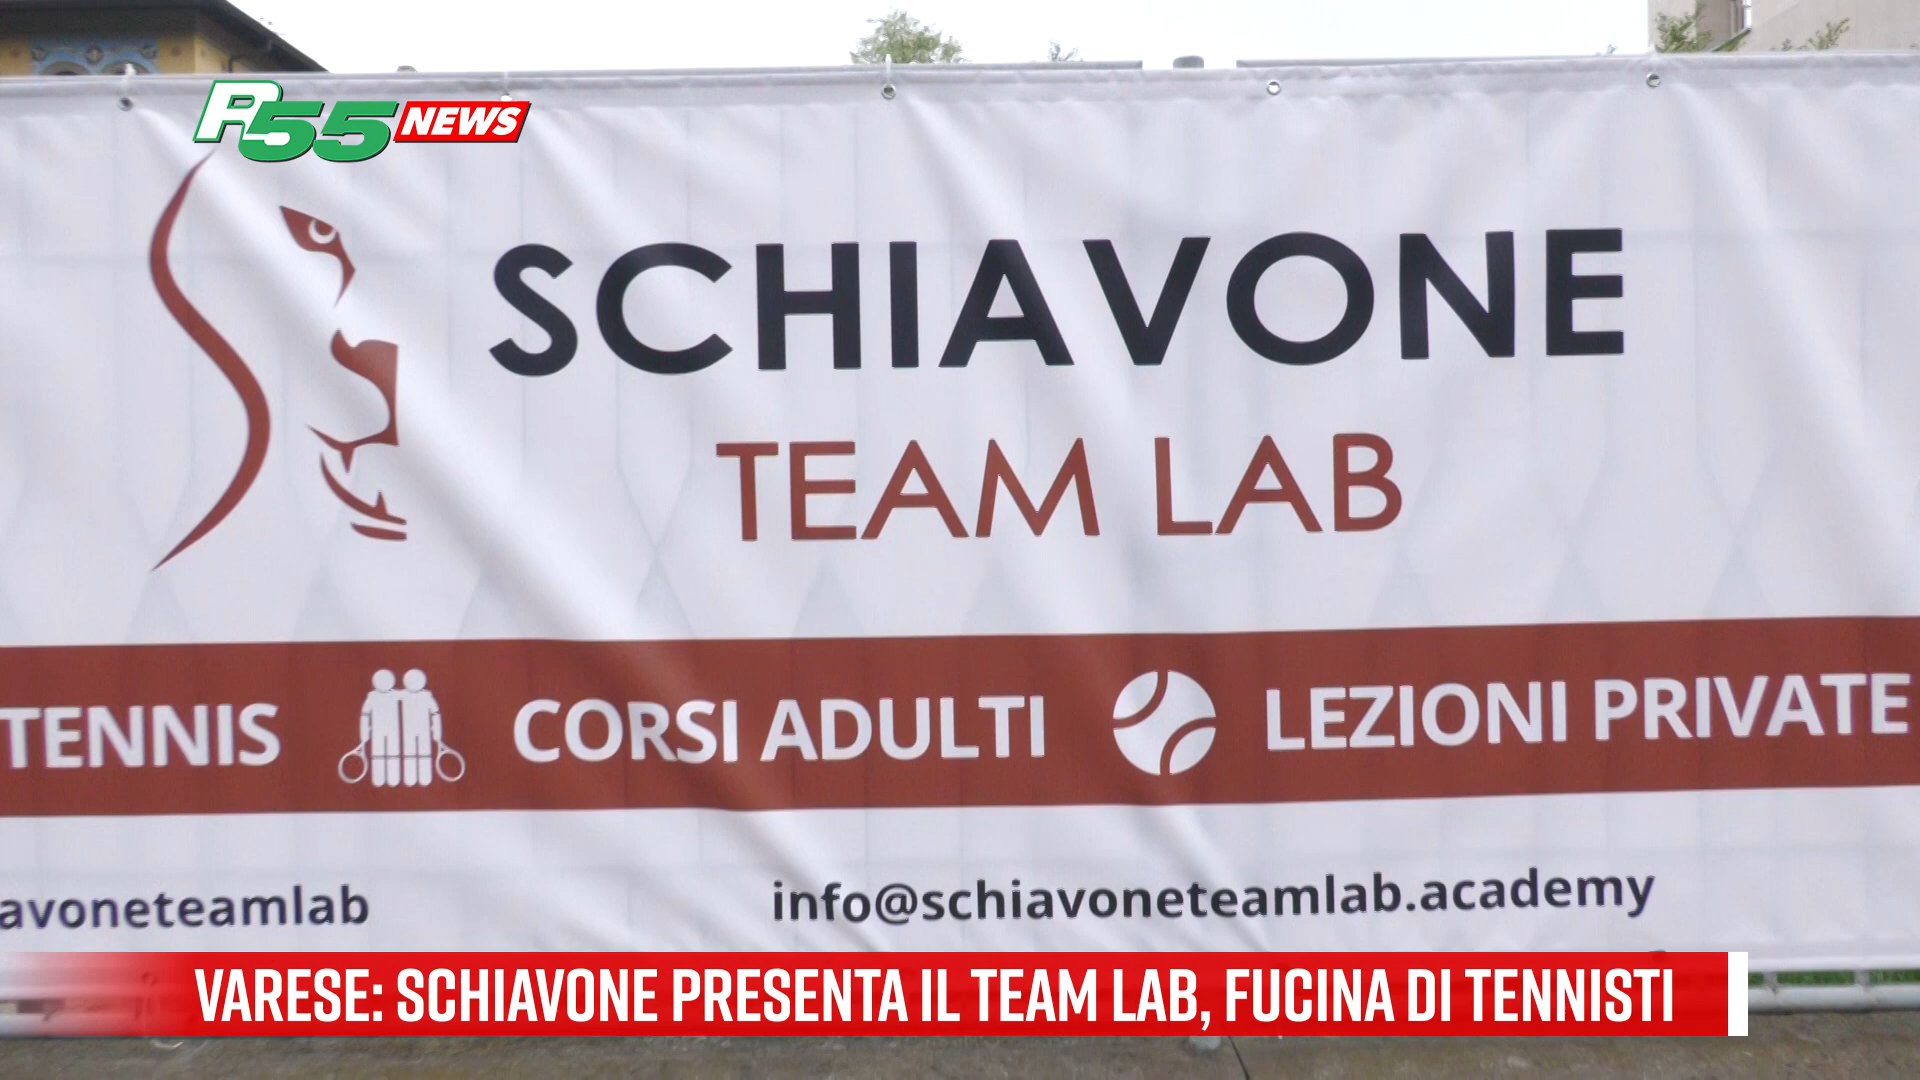 R55 NEWS
SCHIAVONE
TEAM LAB
TENNIS CORSI ADULTI LEZIONI PRIVATE
avoneteamlab info@schiavoneteamlab.academy
VARESE: SCHIAVONE PRESENTA IL TEAM LAB, FUCINA DI TENNISTI